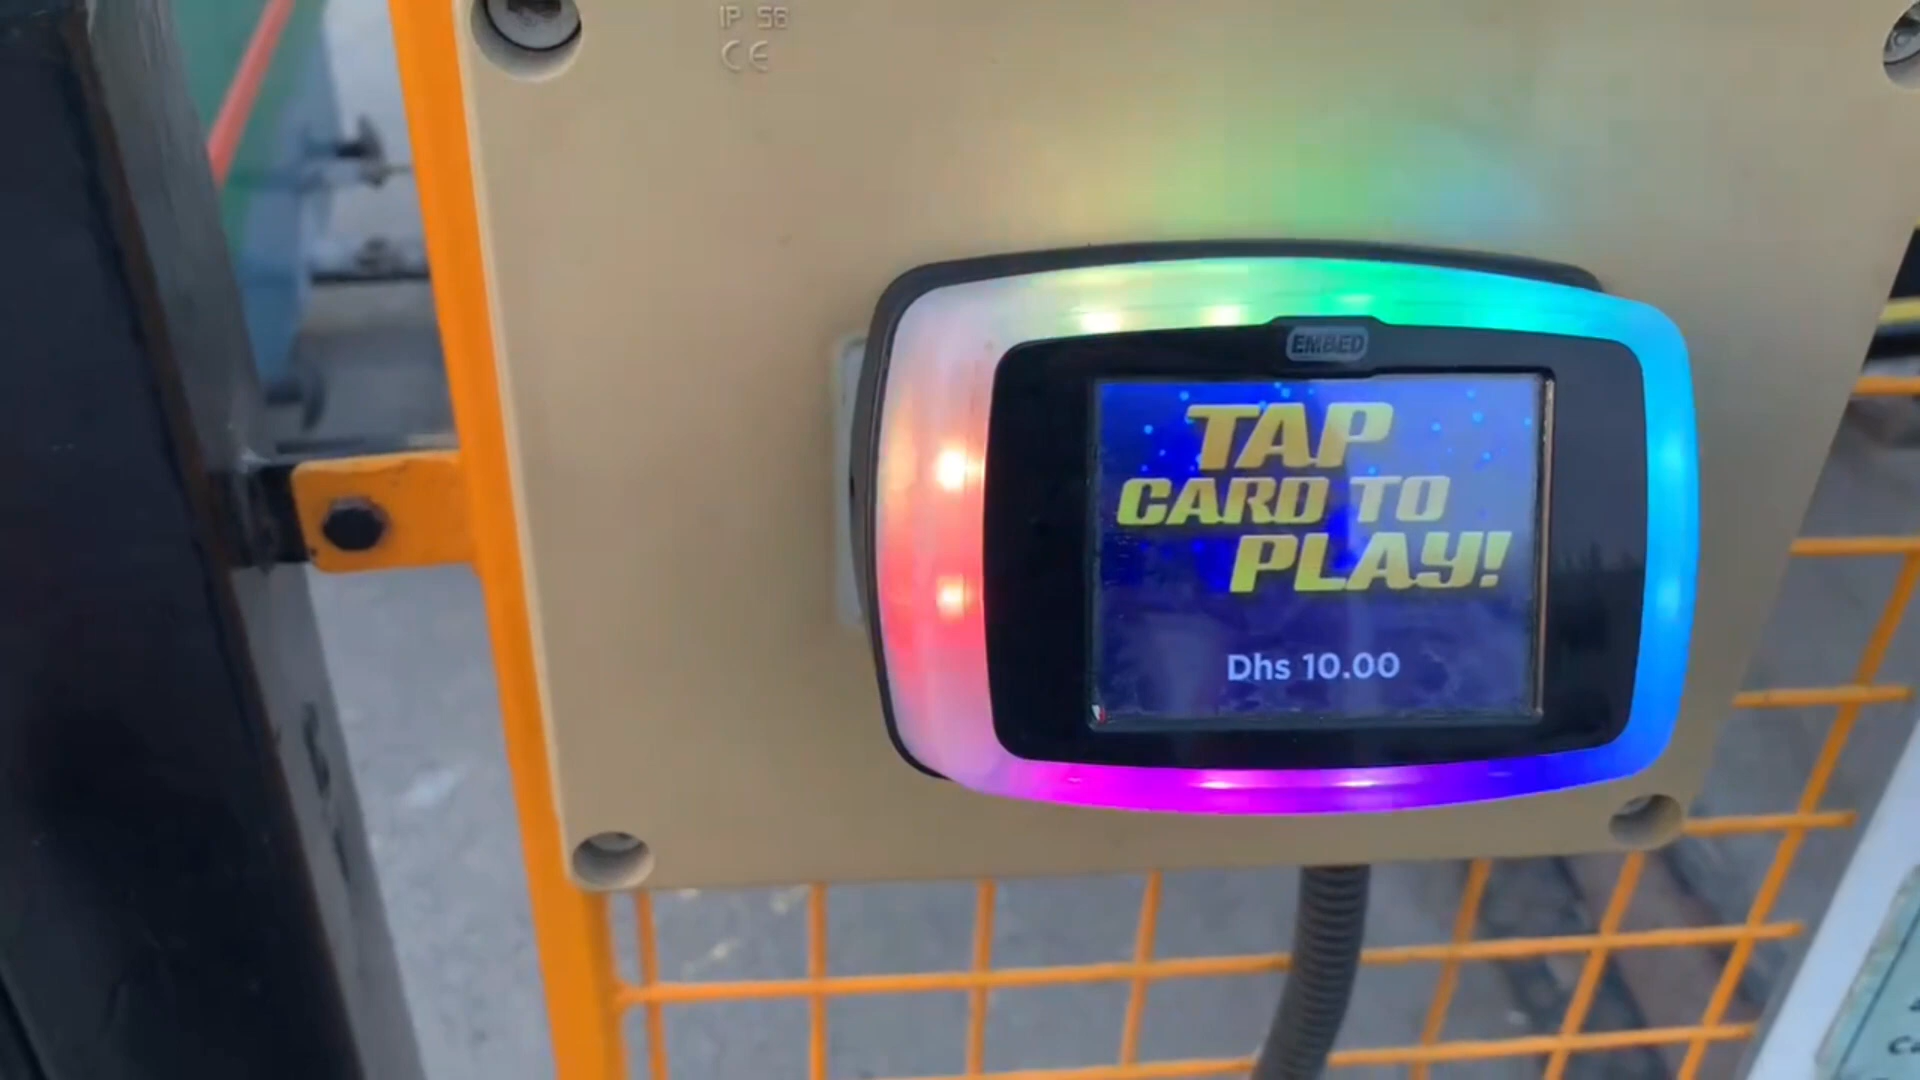 IP 56
CE
EMBED
TAP
CARD TO
PLAY!
Dhs 10.00